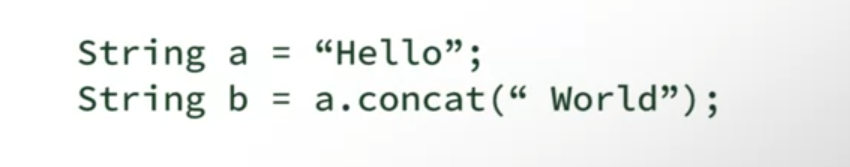 String a = “Hello”;
String b = a.concat(“ World”);